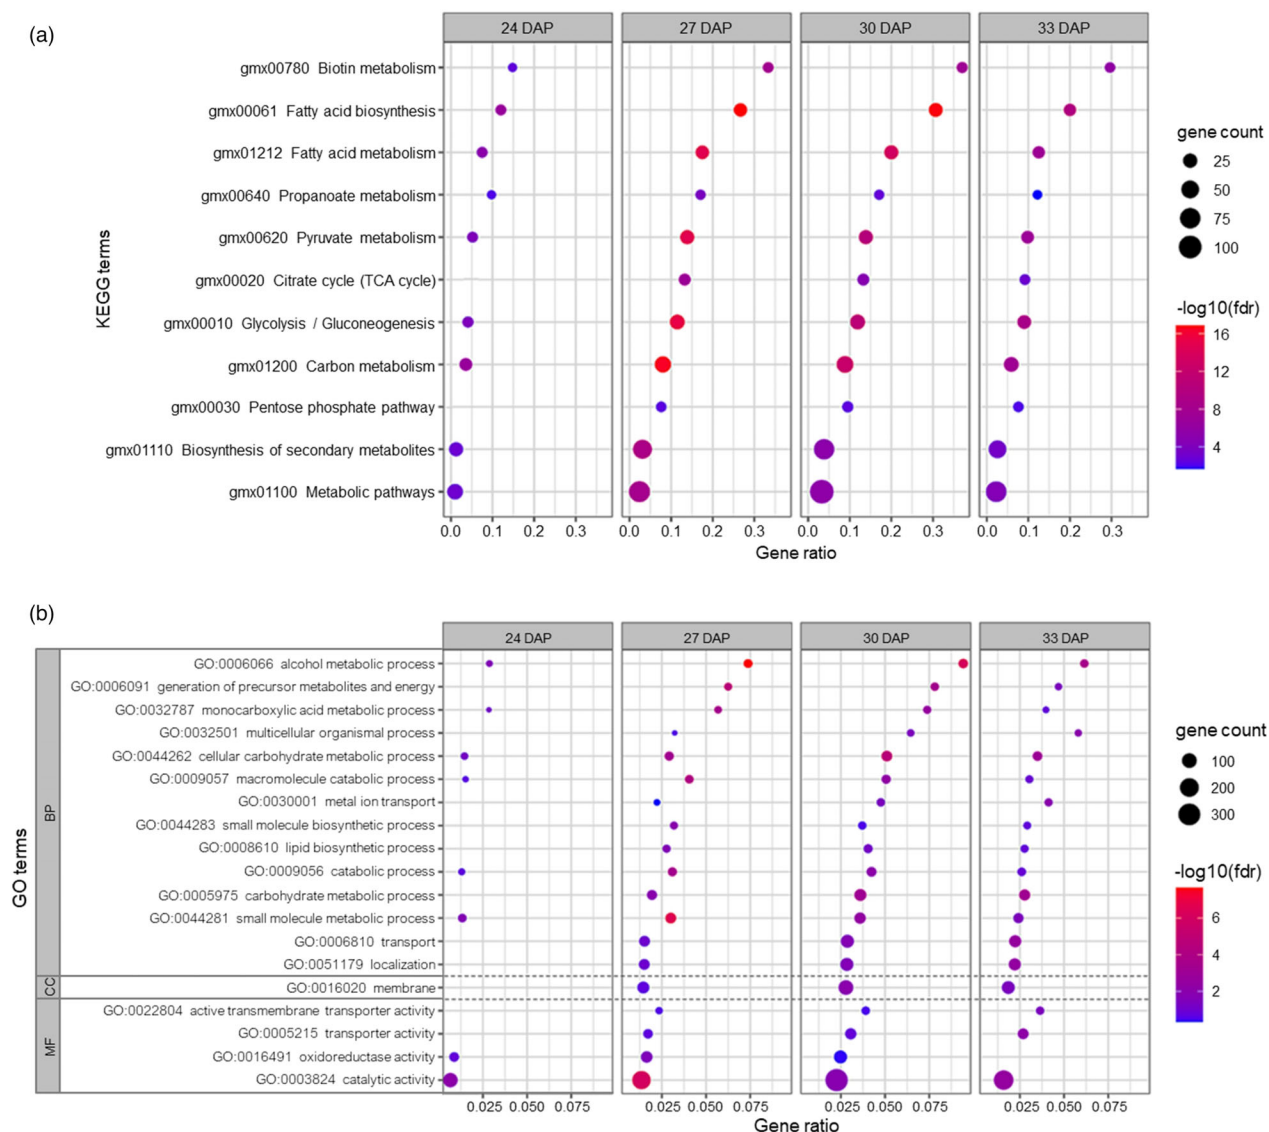 (a)
24 DAP 27 DAP 30 DAP 33 DAP
KEGG terms
gmx00780 Biotin metabolism
gmx00061 Fatty acid biosynthesis
gmx01212 Fatty acid metabolism
gmx00640 Propanoate metabolism
gmx00620 Pyruvate metabolism
gmx00020 Citrate cycle (TCA cycle)
gmx00010 Glycolysis / Gluconeogenesis
gmx01200 Carbon metabolism
gmx00030 Pentose phosphate pathway
gmx01110 Biosynthesis of secondary metabolites
gmx01100 Metabolic pathways
0.0 0.1 0.2 0.3 0.0 0.1 0.2 0.3 0.0 0.1 0.2 0.3 0.0 0.1 0.2 0.3
Gene ratio
gene count
25
50
75
100
-log10(fdr)
16
12
8
4
(b)
24 DAP 27 DAP 30 DAP 33 DAP
GO terms
BP
GO:0006066 alcohol metabolic process
GO:0006091 generation of precursor metabolites and energy
GO:0032787 monocarboxylic acid metabolic process
GO:0032501 multicellular organismal process
GO:0044262 cellular carbohydrate metabolic process
GO:0009057 macromolecule catabolic process
GO:0030001 metal ion transport
GO:0044283 small molecule biosynthetic process
GO:0008610 lipid biosynthetic process
GO:0009056 catabolic process
GO:0005975 carbohydrate metabolic process
GO:0044281 small molecule metabolic process
GO:0006810 transport
GO:0051179 localization
CC
GO:0016020 membrane
MF
GO:0022804 active transmembrane transporter activity
GO:0005215 transporter activity
GO:0016491 oxidoreductase activity
GO:0003824 catalytic activity
0.025 0.050 0.075 0.025 0.050 0.075 0.025 0.050 0.075 0.025 0.050 0.075
Gene ratio
gene count
100
200
300
-log10(fdr)
6
4
2